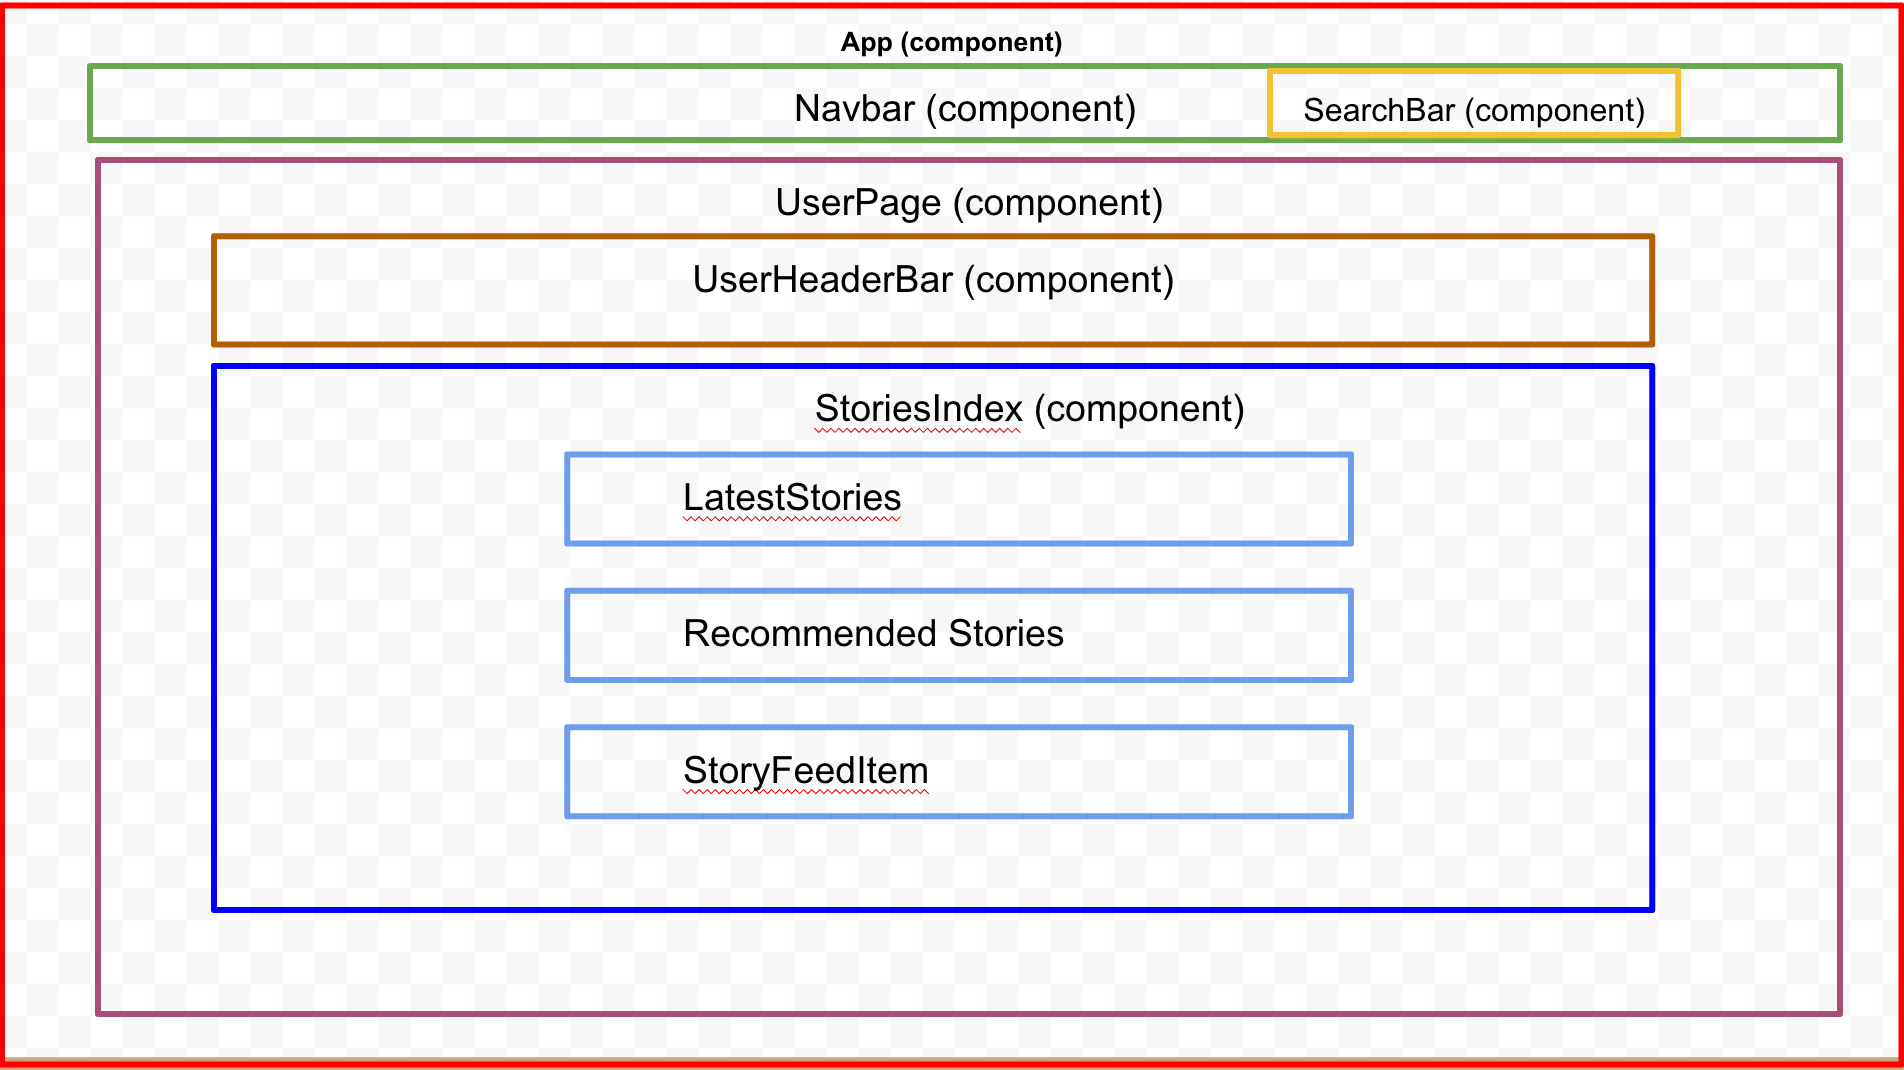 App (component)
Navbar (component)
SearchBar (component)
UserPage (component)
UserHeaderBar (component)
StoriesIndex (component)
LatestStories
Recommended Stories
StoryFeedItem